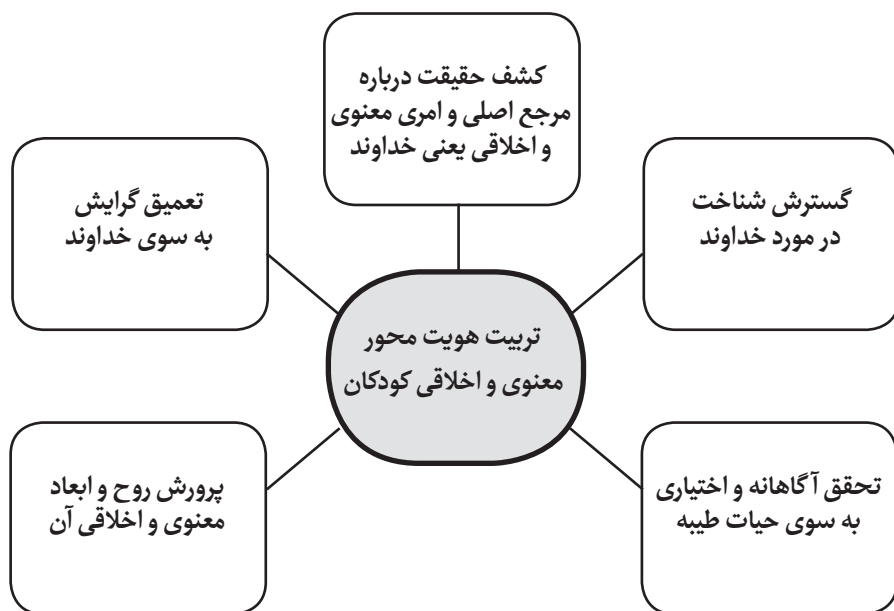 کشف حقیقت درباره
مرجع اصلی و امری معنوی
و اخلاقی یعنی خداوند
گسترش شناخت
در مورد خداوند
تعمیق گرایش
به سوی خداوند
تربیت هویت محور
معنوی و اخلاقی کودکان
تحقق آگاهانه و اختیاری
به سوی حیات طیبه
پرورش روح و ابعاد
معنوی و اخلاقی آن